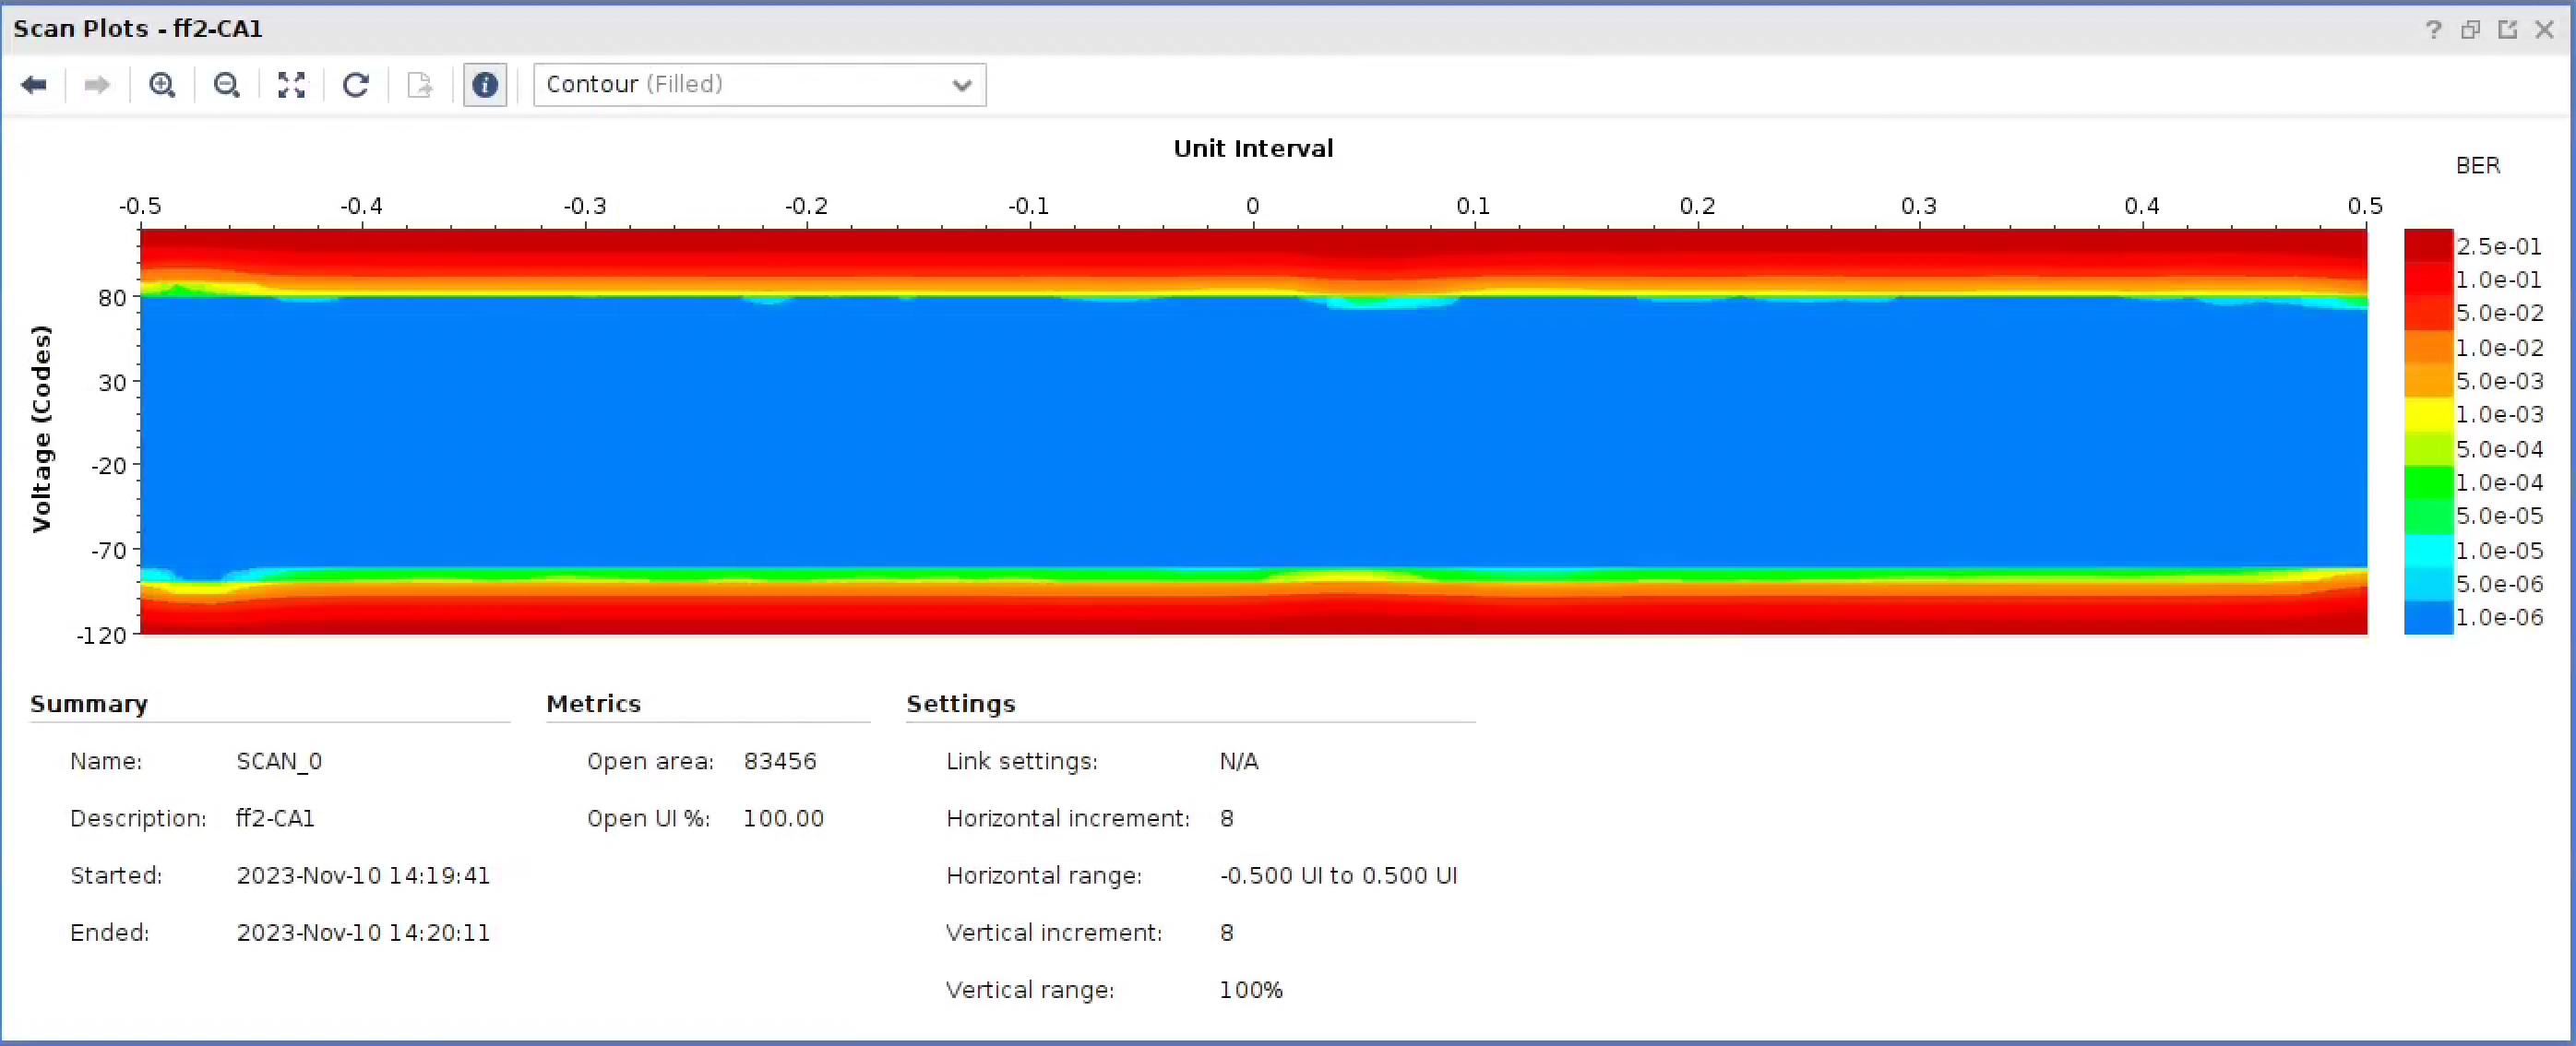 Scan Plots - ff2-CA1
Contour (Filled)
Unit Interval
BER
-0.5 -0.4 -0.3 -0.2 -0.1 0 0.1 0.2 0.3 0.4 0.5
Voltage (Codes)
80
30
-20
-70
-120
2.5e-01
1.0e-01
5.0e-02
1.0e-02
5.0e-03
1.0e-03
5.0e-04
1.0e-04
5.0e-05
1.0e-05
5.0e-06
1.0e-06
Summary
Name: SCAN_0
Description: ff2-CA1
Started: 2023-Nov-10 14:19:41
Ended: 2023-Nov-10 14:20:11
Metrics
Open area: 83456
Open UI %: 100.00
Settings
Link settings: N/A
Horizontal increment: 8
Horizontal range: -0.500 UI to 0.500 UI
Vertical increment: 8
Vertical range: 100%